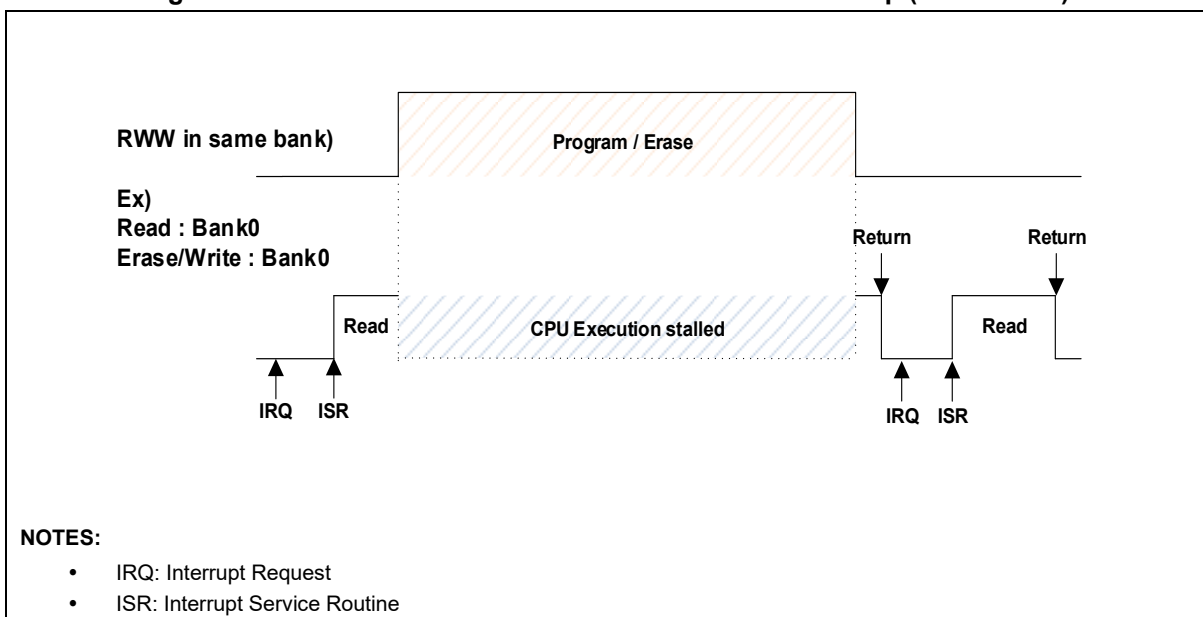 RWW in same bank)
Program / Erase
Ex)
Read : Bank0
Erase/Write : Bank0
Return Return
Read CPU Execution stalled Read
IRQ ISR IRQ ISR
NOTES:
• IRQ: Interrupt Request
• ISR: Interrupt Service Routine